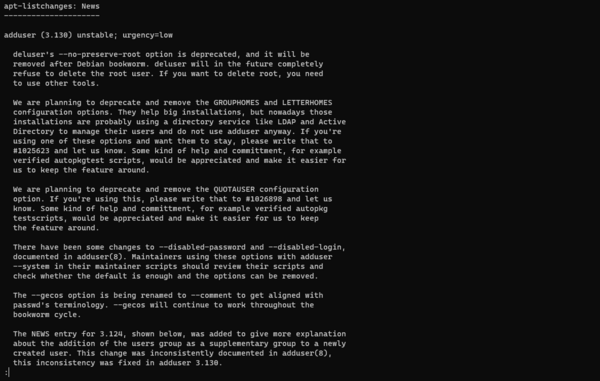 apt-listchanges: News
---------------------
adduser (3.130) unstable; urgency=low
deluser's --no-preserve-root option is deprecated, and it will be
removed after Debian bookworm. deluser will in the future completely
refuse to delete the root user. If you want to delete root, you need
to use other tools.
We are planning to deprecate and remove the GROUPHOMES and LETTERHOMES
configuration options. They help big installations, but nowadays those
installations are probably using a directory service like LDAP and Active
Directory to manage their users and do not use adduser anyway. If you're
using one of these options and want them to stay, please write that to
#1025623 and let us know. Some kind of help and committment, for example
verified autopkgtest scripts, would be appreciated and make it easier for
us to keep the feature around.
We are planning to deprecate and remove the QUOTAUSER configuration
option. If you're using this, please write that to #1026898 and let us
know. Some kind of help and committment, for example verified autopkg
testscripts, would be appreciated and make it easier for us to keep
the feature around.
There have been some changes to --disabled-password and --disabled-login,
documented in adduser(8). Maintainers using these options with adduser
--system in their maintainer scripts should review their scripts and
check whether the default is enough and the options can be removed.
The --gecos option is being renamed to --comment to get aligned with
passwd's terminology. --gecos will continue to work throughout the
bookworm cycle.
The NEWS entry for 3.124, shown below, was added to give more explanation
about the addition of the users group as a supplementary group to a newly
created user. This change was inconsistently documented in adduser(8),
this inconsistency was fixed in adduser 3.130.
: